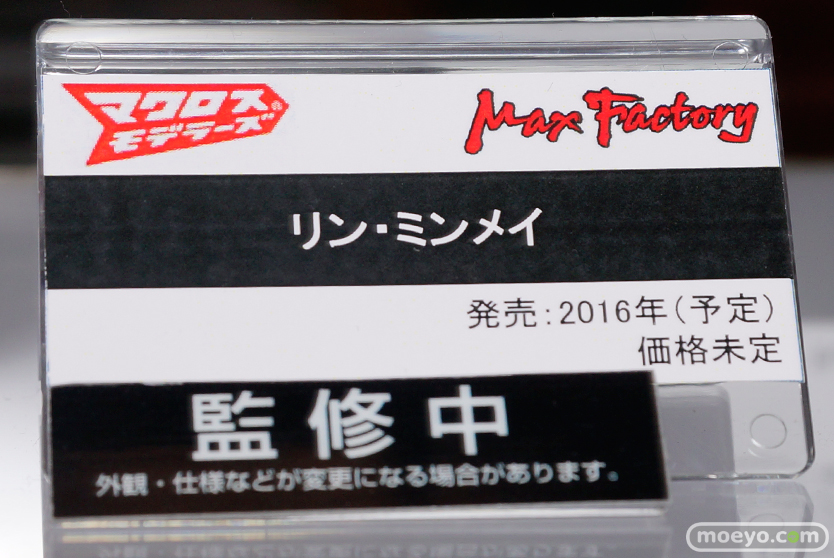 マクロス®
モデラーズ
Max Factory
リン・ミンメイ
発売:2016年(予定)
価格未定
監修中
外観・仕様などが変更になる場合があります。
moeyo.com